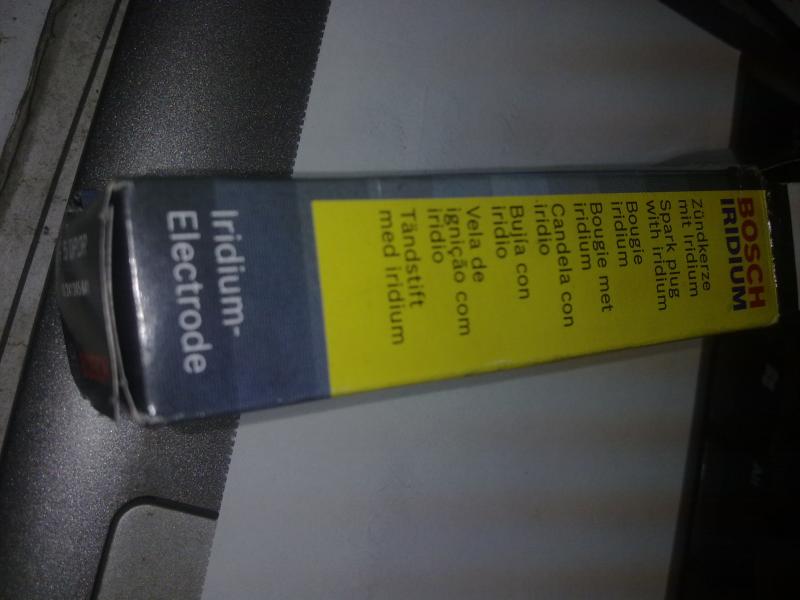 BOSCH
IRIDIUM
Zündkerze
mit Iridium
Spark plug
with iridium
Bougie
iridium
Bougie met
iridium
Candela con
iridio
Bujía con
iridio
Vela de
ignição com
iridio
Tändstift
med iridium
Iridium-
Electrode